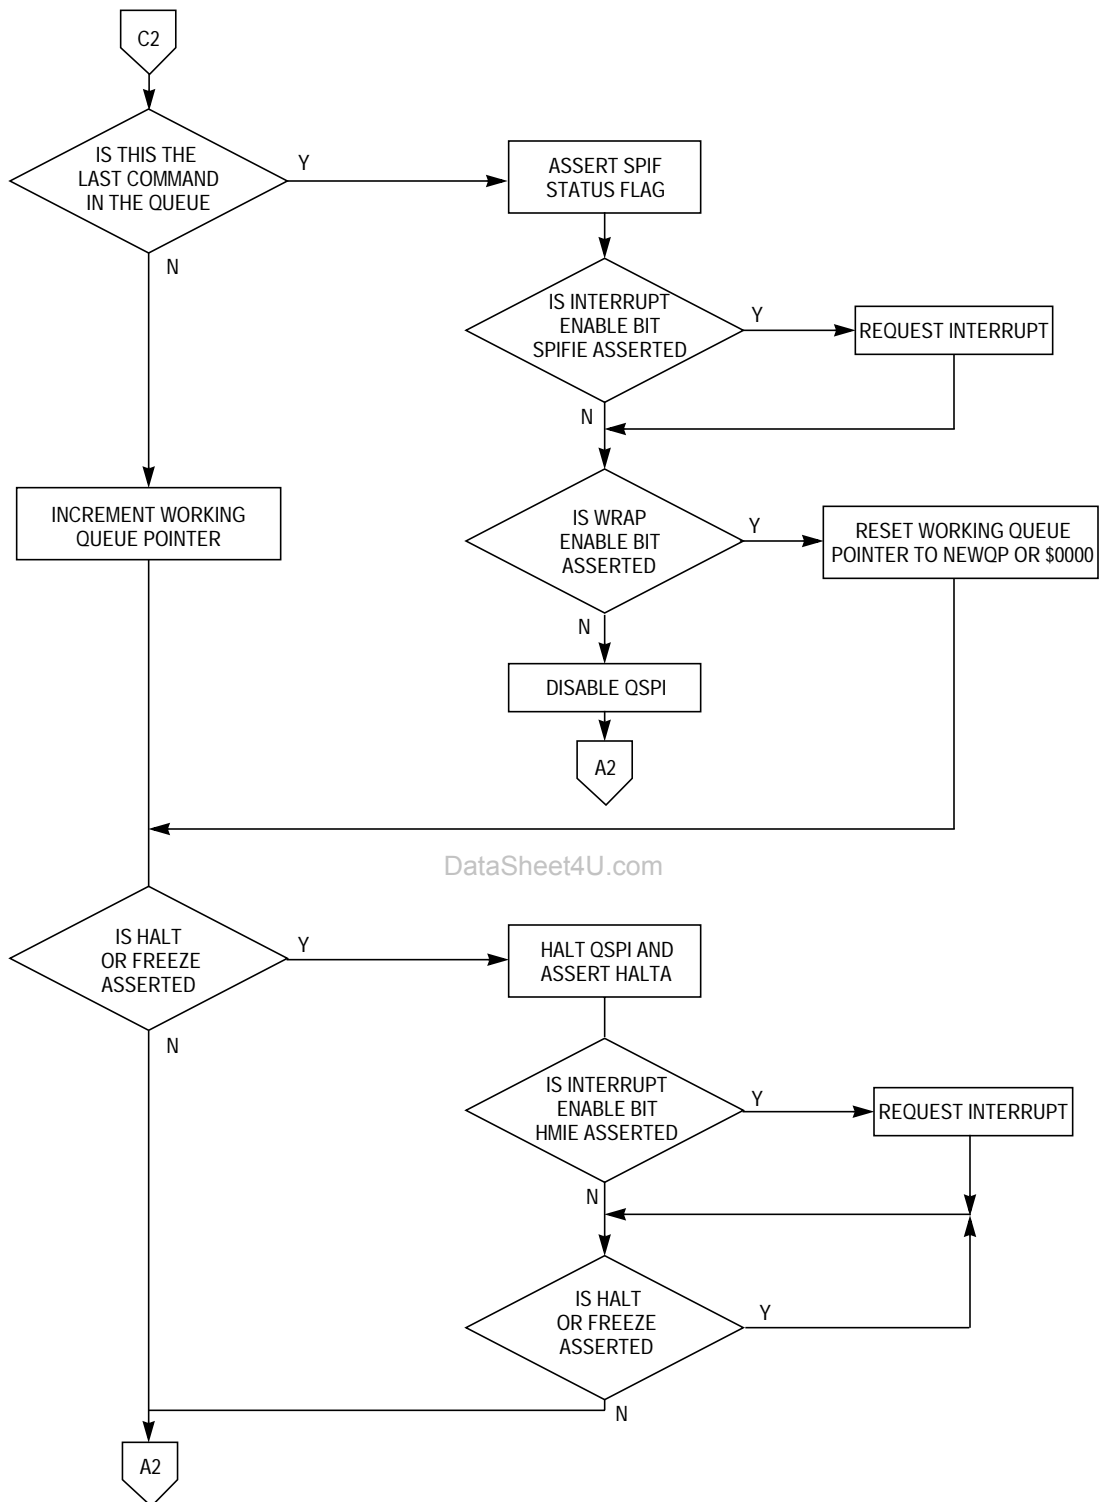 C2
IS THIS THE
LAST COMMAND
IN THE QUEUE
Y
N
ASSERT SPIF
STATUS FLAG
IS INTERRUPT
ENABLE BIT
SPIFIE ASSERTED
Y
N
REQUEST INTERRUPT
INCREMENT WORKING
QUEUE POINTER
IS WRAP
ENABLE BIT
ASSERTED
Y
N
RESET WORKING QUEUE
POINTER TO NEWQP OR $0000
DISABLE QSPI
A2
DataSheet4U.com
IS HALT
OR FREEZE
ASSERTED
Y
N
HALT QSPI AND
ASSERT HALTA
IS INTERRUPT
ENABLE BIT
HMIE ASSERTED
Y
N
REQUEST INTERRUPT
IS HALT
OR FREEZE
ASSERTED
Y
N
A2